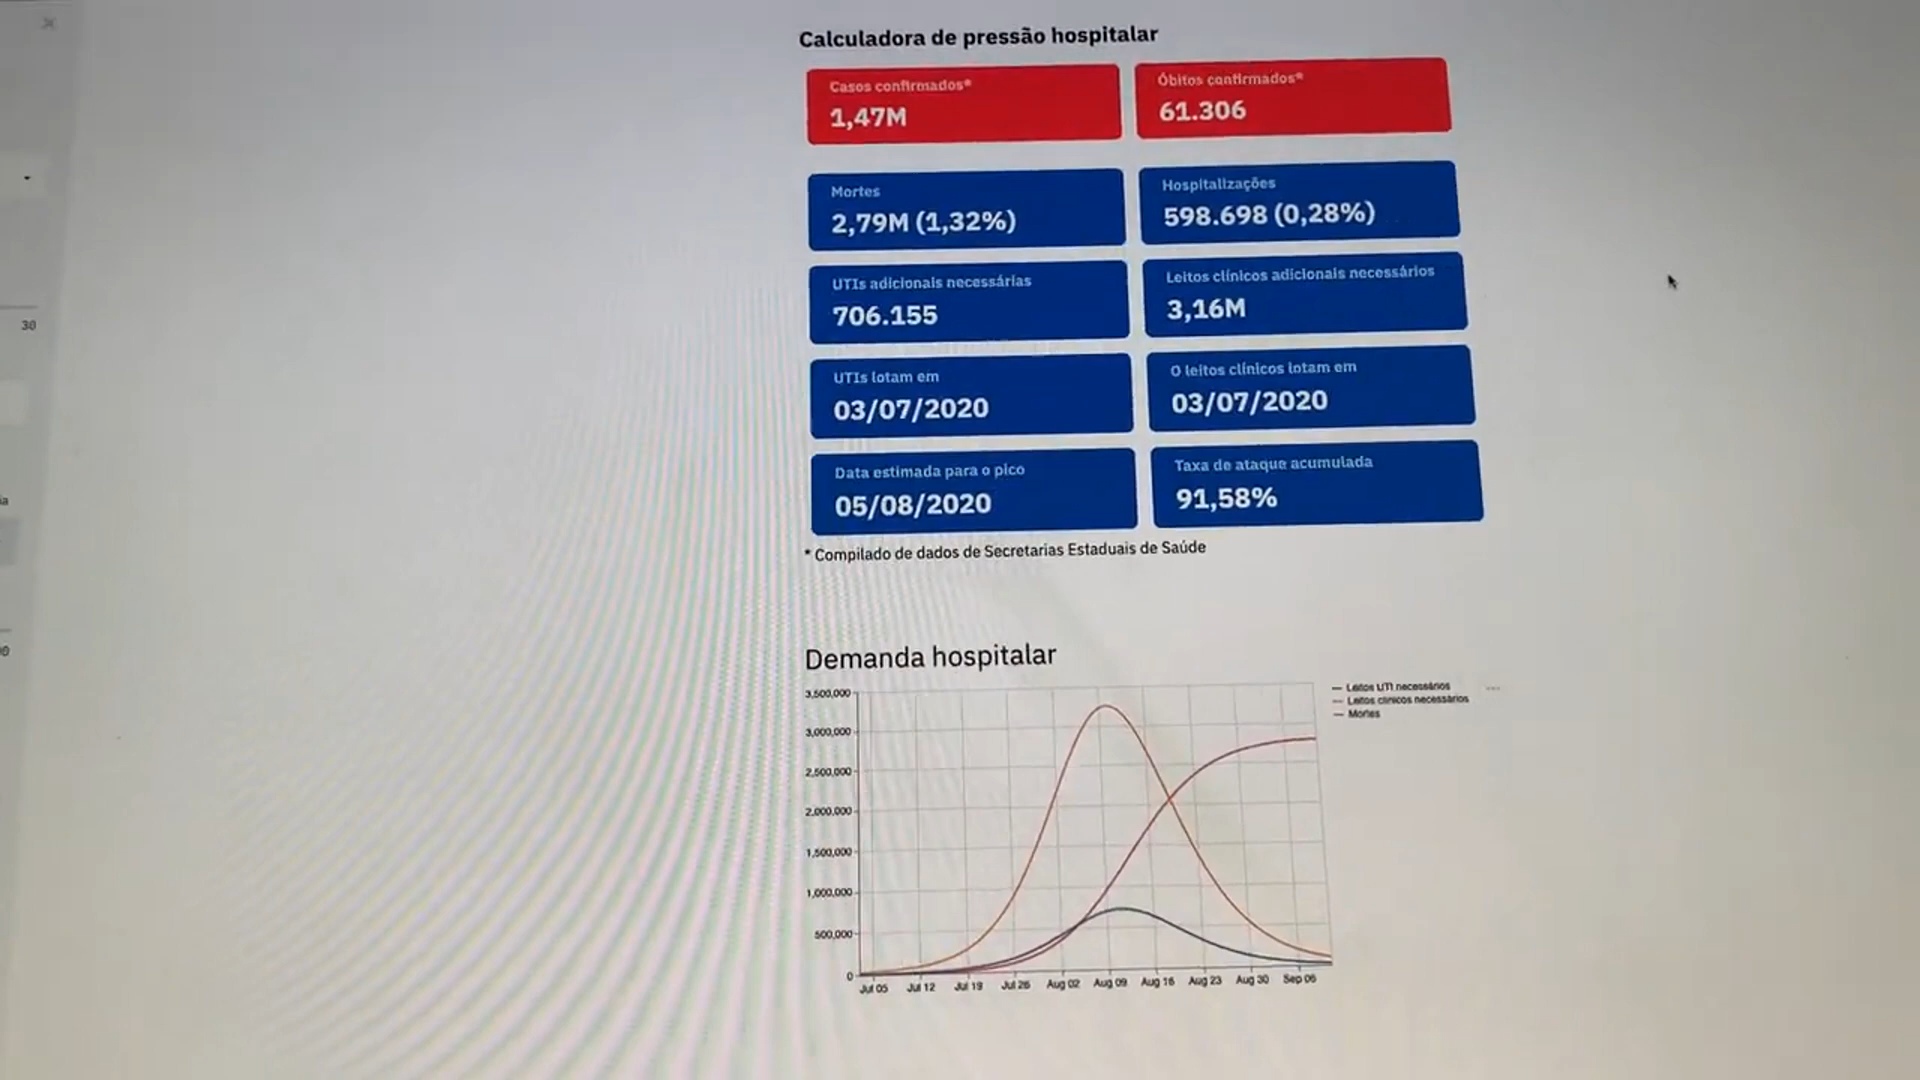 Calculadora de pressão hospitalar
Casos confirmados*
1,47M
Óbitos confirmados*
61.306
Mortes
2,79M (1,32%)
Hospitalizações
598.698 (0,28%)
UTIs adicionais necessárias
706.155
Leitos clínicos adicionais necessários
3,16M
UTIs lotam em
03/07/2020
O leitos clínicos lotam em
03/07/2020
Data estimada para o pico
05/08/2020
Taxa de ataque acumulada
91,58%
* Compilado de dados de Secretarias Estaduais de Saúde
30
Demanda hospitalar
3,500,000
3,000,000
2,500,000
2,000,000
1,500,000
1,000,000
500,000
0
Jul 05 Jul 12 Jul 19 Jul 26 Aug 02 Aug 09 Aug 16 Aug 23 Aug 30 Sep 06
Leitos UTI necessários
Leitos clínicos necessários
Mortes